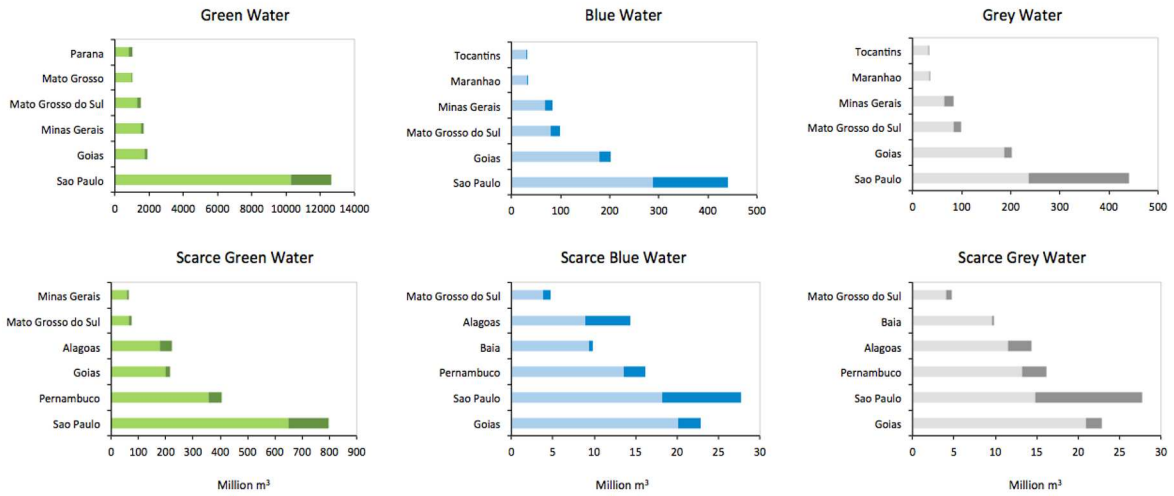 Green Water
Parana
Mato Grosso
Mato Grosso do Sul
Minas Gerais
Goias
Sao Paulo
0 2000 4000 6000 8000 10000 12000 14000
Blue Water
Tocantins
Maranhao
Minas Gerais
Mato Grosso do Sul
Goias
Sao Paulo
0 100 200 300 400 500
Grey Water
Tocantins
Maranhao
Minas Gerais
Mato Grosso do Sul
Goias
Sao Paulo
0 100 200 300 400 500
Scarce Green Water
Minas Gerais
Mato Grosso do Sul
Alagoas
Goias
Pernambuco
Sao Paulo
0 100 200 300 400 500 600 700 800 900
Million m³
Scarce Blue Water
Mato Grosso do Sul
Alagoas
Baia
Pernambuco
Sao Paulo
Goias
0 5 10 15 20 25 30
Million m³
Scarce Grey Water
Mato Grosso do Sul
Baia
Alagoas
Pernambuco
Sao Paulo
Goias
0 5 10 15 20 25 30
Million m³